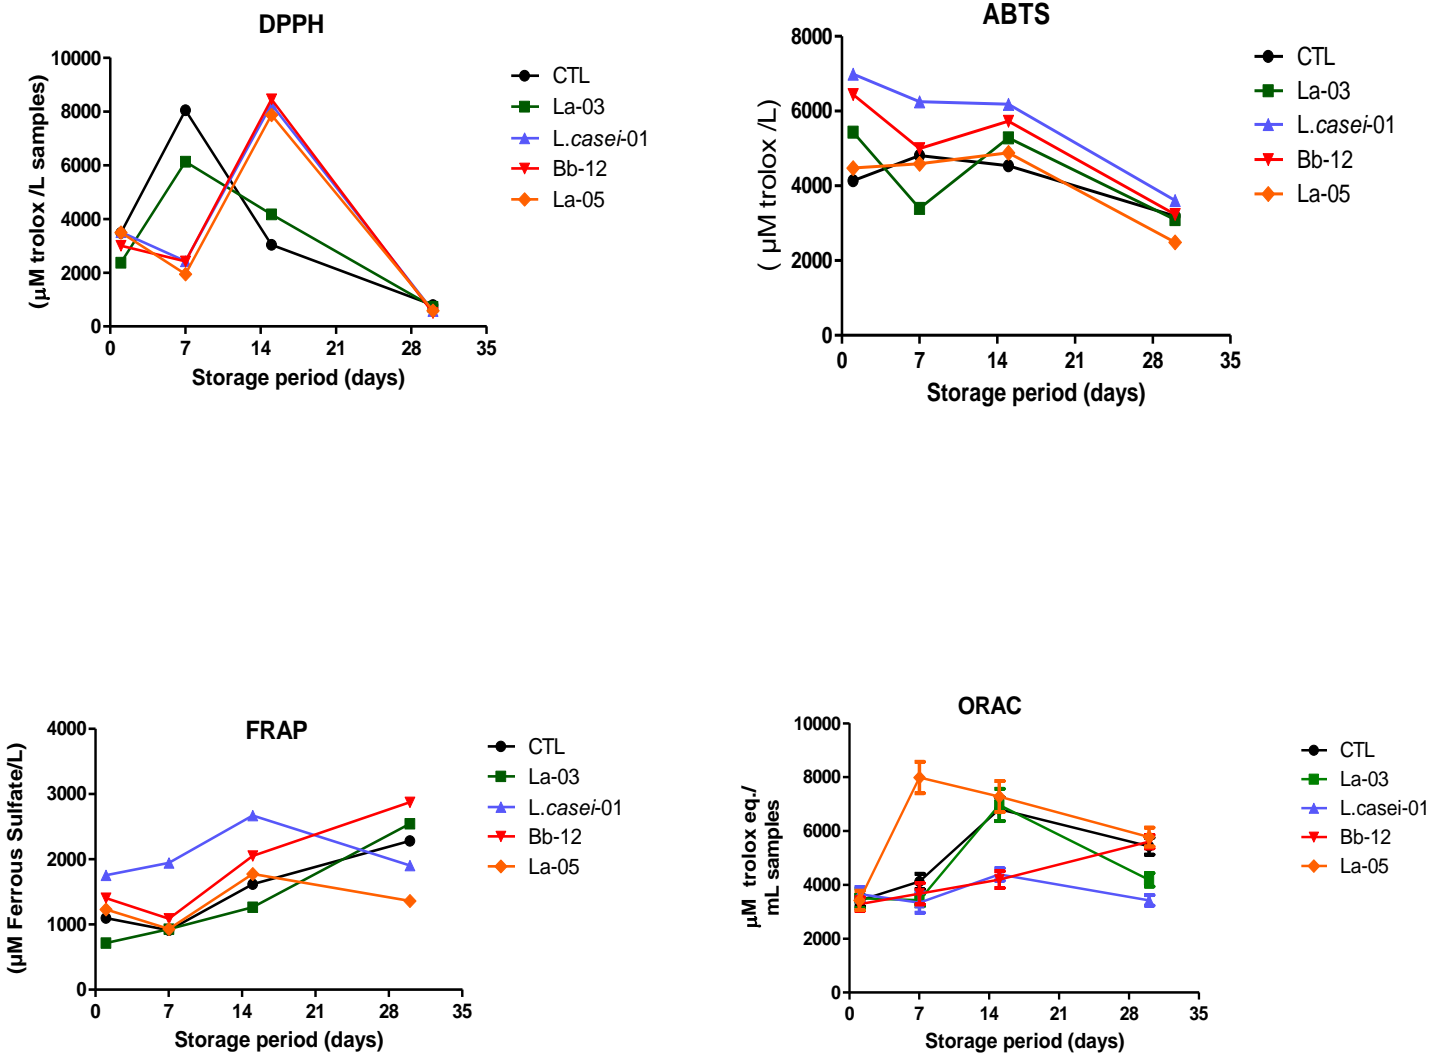 DPPH
(µM trolox /L samples)
10000
8000
6000
4000
2000
0
0 7 14 21 28 35
Storage period (days)
CTL
La-03
L.casei-01
Bb-12
La-05
ABTS
( µM trolox /L)
8000
6000
4000
2000
0
0 7 14 21 28 35
Storage period (days)
CTL
La-03
L.casei-01
Bb-12
La-05
FRAP
(µM Ferrous Sulfate/L)
4000
3000
2000
1000
0
0 7 14 21 28 35
Storage period (days)
CTL
La-03
L.casei-01
Bb-12
La-05
ORAC
µM trolox eq./
mL samples
10000
8000
6000
4000
2000
0
0 7 14 21 28 35
Storage period (days)
CTL
La-03
L.casei-01
Bb-12
La-05